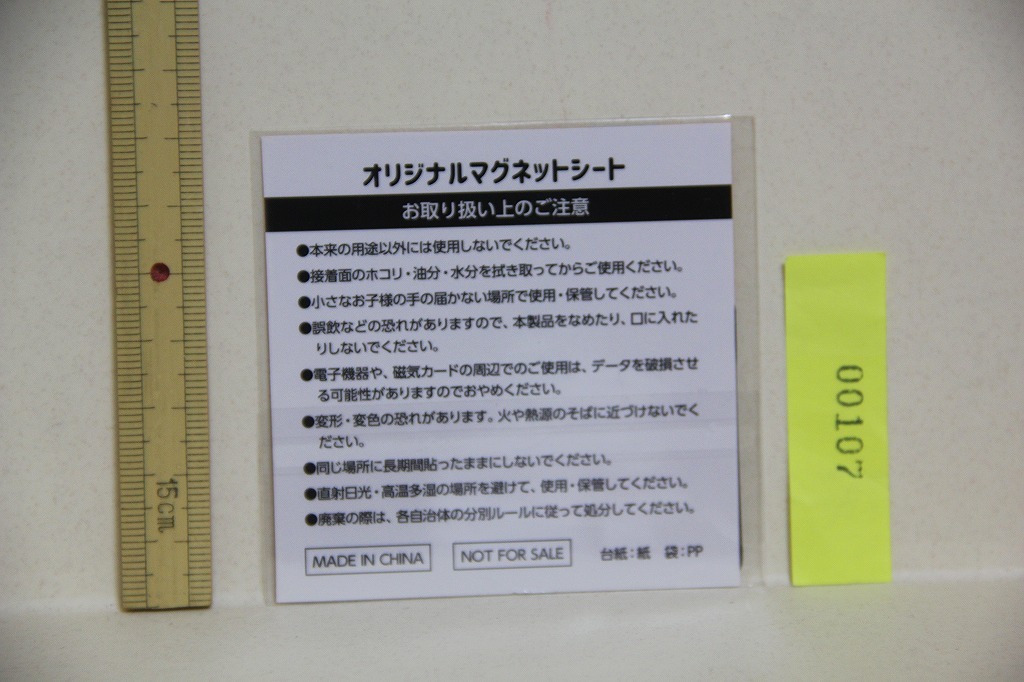 オリジナルマグネットシート
お取り扱い上のご注意
●本来の用途以外には使用しないでください。
●接着面のホコリ・油分・水分を拭き取ってからご使用ください。
●小さなお子様の手の届かない場所で使用・保管してください。
●誤飲などの恐れがありますので、本製品をなめたり、口に入れた
りしないでください。
●電子機器や、磁気カードの周辺でのご使用は、データを破損させ
る可能性がありますのでおやめください。
●変形・変色の恐れがあります。火や熱源のそばに近づけないでく
ださい。
●同じ場所に長期間貼ったままにしないでください。
●直射日光・高温多湿の場所を避けて、使用・保管してください。
●廃棄の際は、各自治体の分別ルールに従って処分してください。
MADE IN CHINA
NOT FOR SALE
台紙:紙 袋:PP
15cm
00107